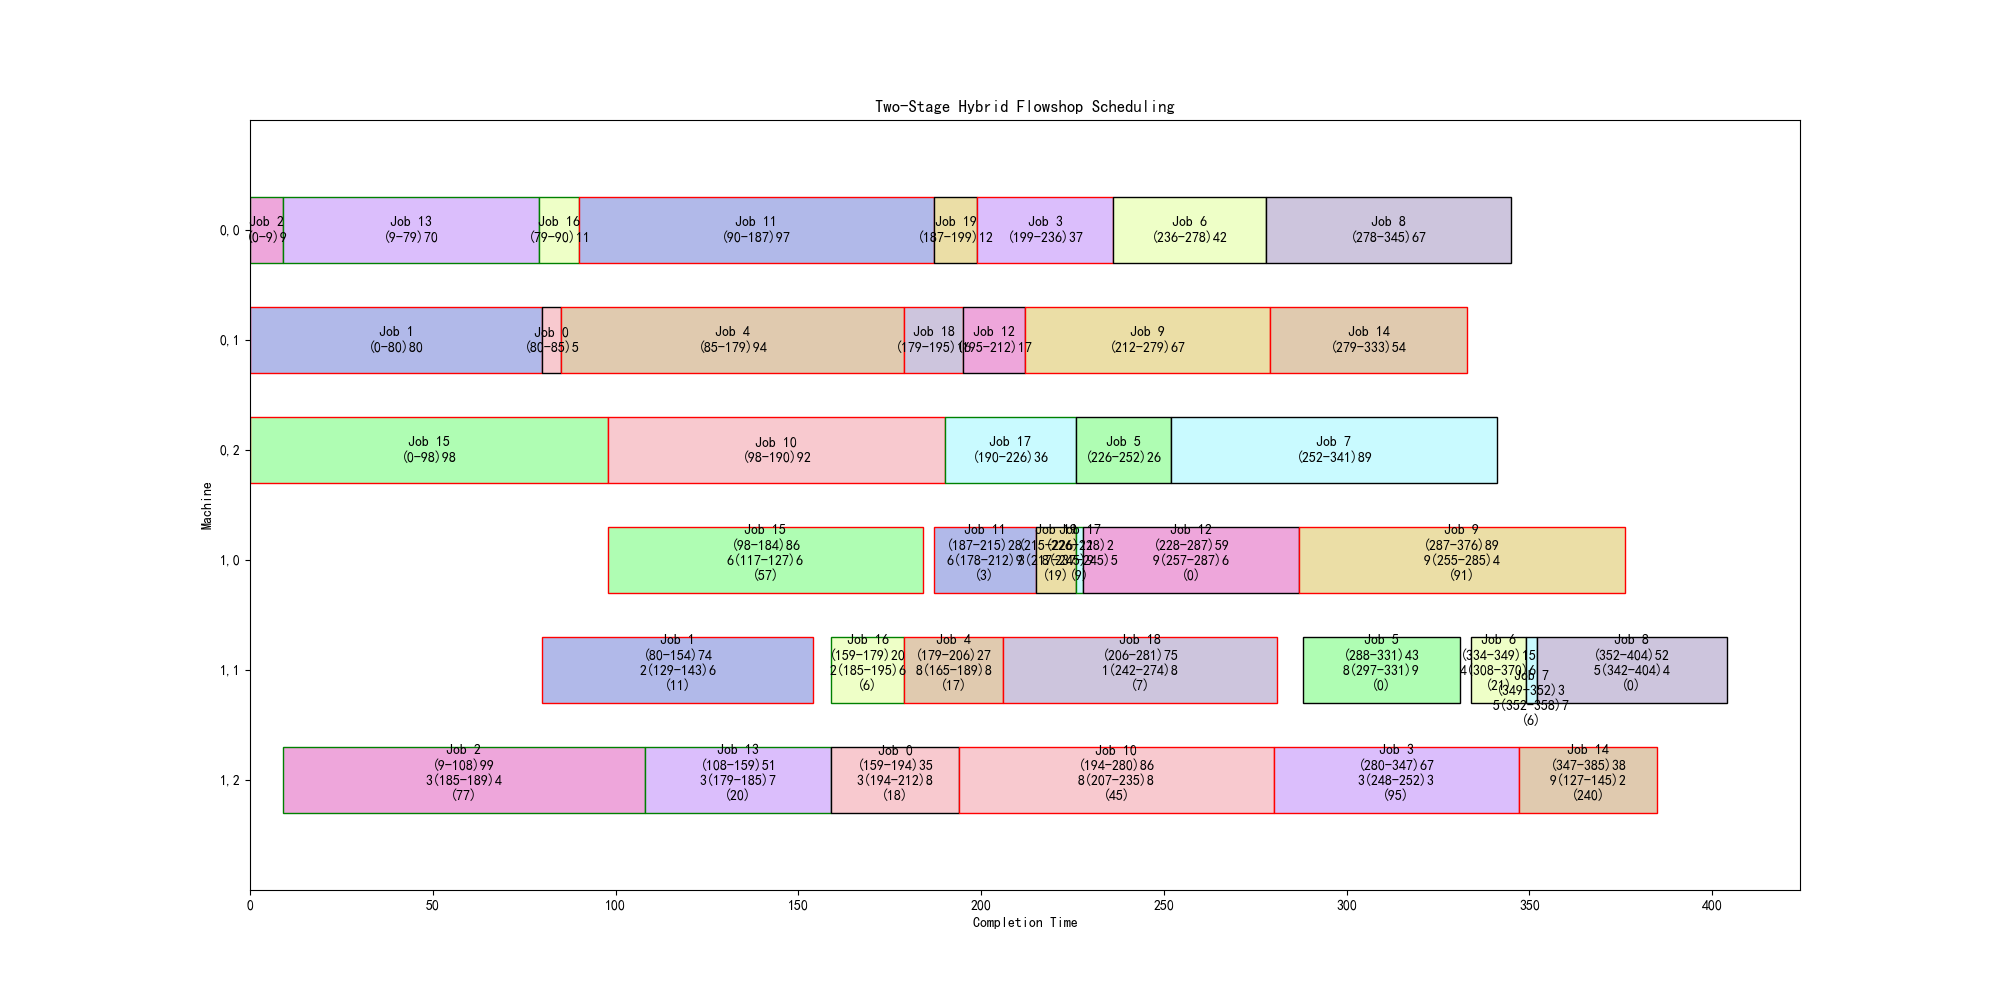 Two-Stage Hybrid Flowshop Scheduling
0,0
Job 2
(0-9)9
Job 13
(9-79)70
Job 16
(79-90)11
Job 11
(90-187)97
Job 19
(187-199)12
Job 3
(199-236)37
Job 6
(236-278)42
Job 8
(278-345)67
0,1
Job 1
(0-80)80
Job 0
(80-85)5
Job 4
(85-179)94
Job 18
(179-195)16
Job 12
(195-212)17
Job 9
(212-279)67
Job 14
(279-333)54
0,2
Job 15
(0-98)98
Job 10
(98-190)92
Job 17
(190-226)36
Job 5
(226-252)26
Job 7
(252-341)89
Machine
1,0
Job 15
(98-184)86
6(117-127)6
(57)
Job 11
(187-215)28
6(178-212)9
(3)
Job 19
(215-226)11
(19)
Job 17
(226-228)2
(9)
Job 12
(228-287)59
9(257-287)6
(0)
Job 9
(287-376)89
9(255-285)4
(91)
1,1
Job 1
(80-154)74
2(129-143)6
(11)
Job 16
(159-179)20
2(185-195)6
(6)
Job 4
(179-206)27
8(165-189)8
(17)
Job 18
(206-281)75
1(242-274)8
(7)
Job 5
(288-331)43
8(297-331)9
(0)
Job 6
(334-349)15
4(308-370)6
(21)
Job 7
(349-352)3
5(352-358)7
(6)
Job 8
(352-404)52
5(342-404)4
(0)
1,2
Job 2
(9-108)99
3(185-189)4
(77)
Job 13
(108-159)51
3(179-185)7
(20)
Job 0
(159-194)35
3(194-212)8
(18)
Job 10
(194-280)86
8(207-235)8
(45)
Job 3
(280-347)67
3(248-252)3
(95)
Job 14
(347-385)38
9(127-145)2
(240)
0
50
100
150
200
250
300
350
400
Completion Time